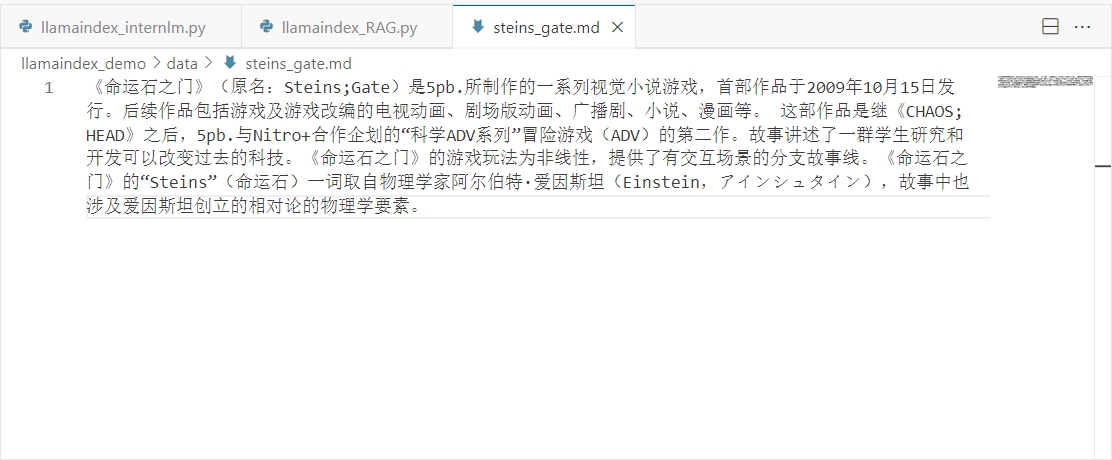 llamaindex_internlm.py llamaindex_RAG.py steins_gate.md
llamaindex_demo > data > steins_gate.md
1 《命运石之门》（原名：Steins;Gate）是5pb.所制作的一系列视觉小说游戏，首部作品于2009年10月15日发
行。后续作品包括游戏及游戏改编的电视动画、剧场版动画、广播剧、小说、漫画等。 这部作品是继《CHAOS;
HEAD》之后，5pb.与Nitro+合作企划的“科学ADV系列”冒险游戏（ADV）的第二作。故事讲述了一群学生研究和
开发可以改变过去的科技。《命运石之门》的游戏玩法为非线性，提供了有交互场景的分支故事线。《命运石之
门》的“Steins”（命运石）一词取自物理学家阿尔伯特·爱因斯坦（Einstein，アインシュタイン），故事中也
涉及爱因斯坦创立的相对论的物理学要素。